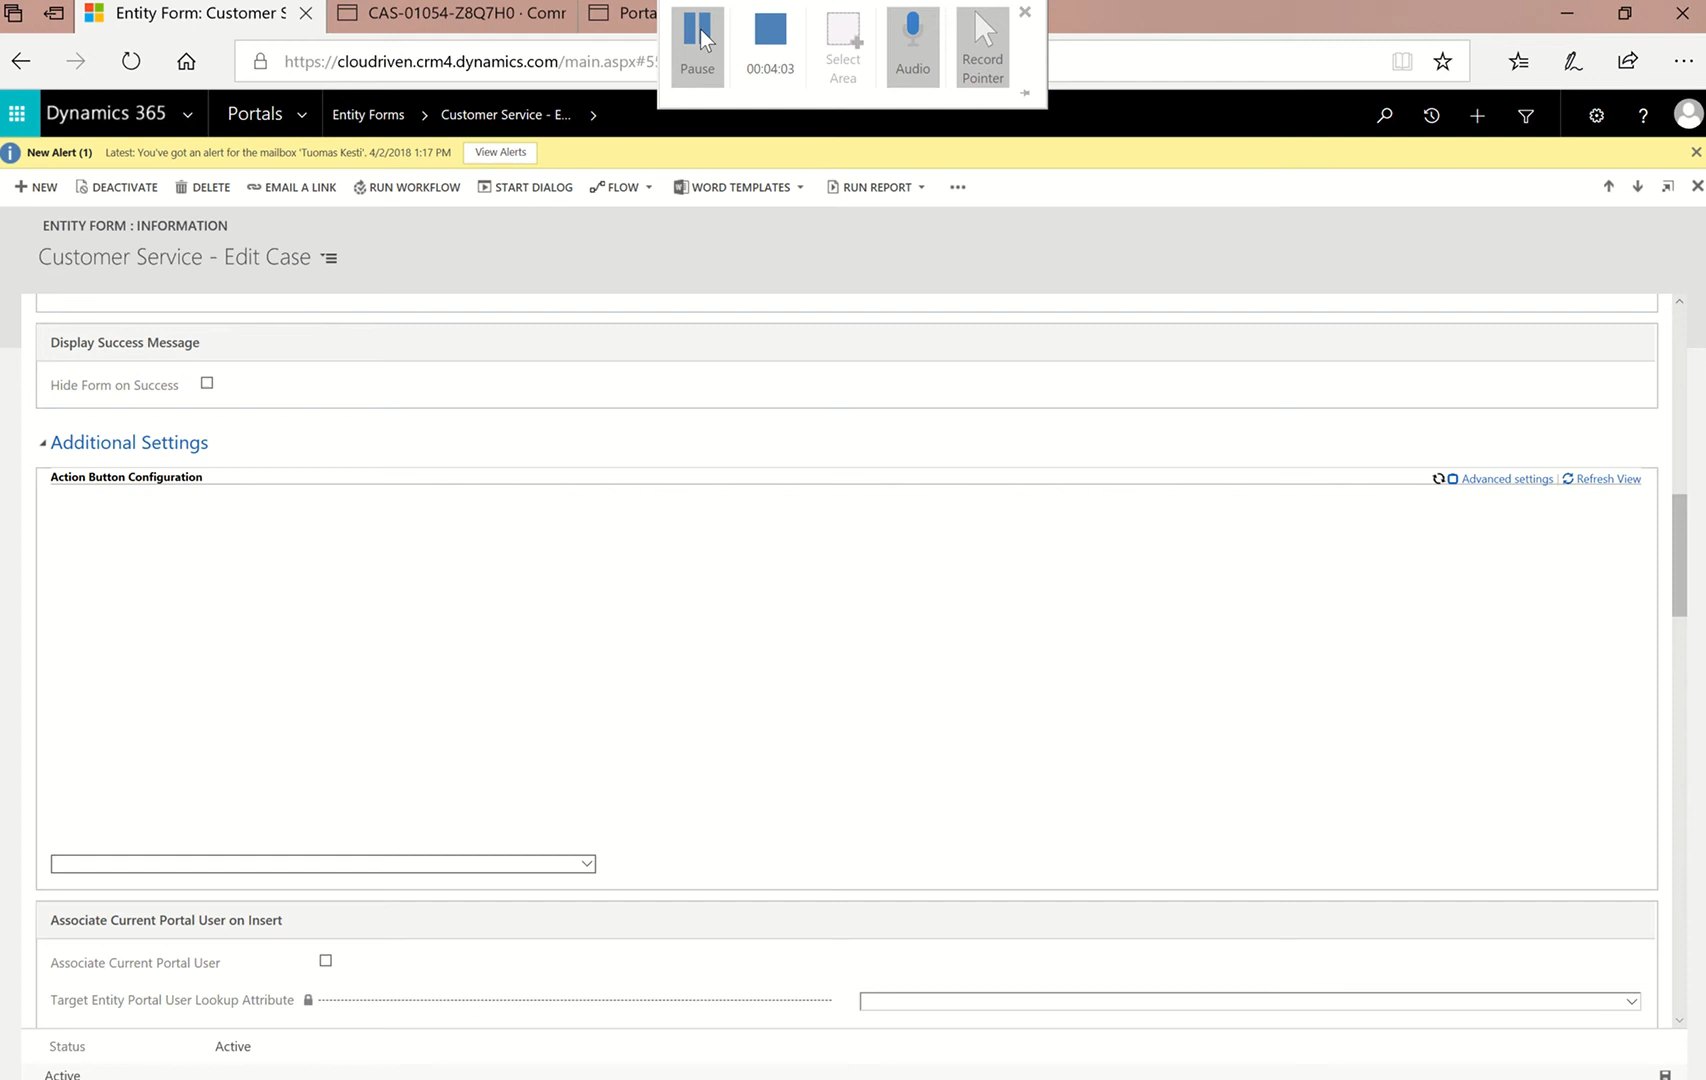 Entity Form: Customer S
CAS-01054-Z8Q7H0 · Comr
Porta
Pause
00:04:03
Select
Area
Audio
Record
Pointer
https://cloudriven.crm4.dynamics.com/main.aspx#55
Dynamics 365
Portals
Entity Forms
Customer Service - E...
New Alert (1)
Latest: You've got an alert for the mailbox 'Tuomas Kesti'. 4/2/2018 1:17 PM
View Alerts
NEW
DEACTIVATE
DELETE
EMAIL A LINK
RUN WORKFLOW
START DIALOG
FLOW
WORD TEMPLATES
RUN REPORT
ENTITY FORM : INFORMATION
Customer Service - Edit Case
Display Success Message
Hide Form on Success
Additional Settings
Action Button Configuration
Advanced settings | Refresh View
Associate Current Portal User on Insert
Associate Current Portal User
Target Entity Portal User Lookup Attribute
Status
Active
Active